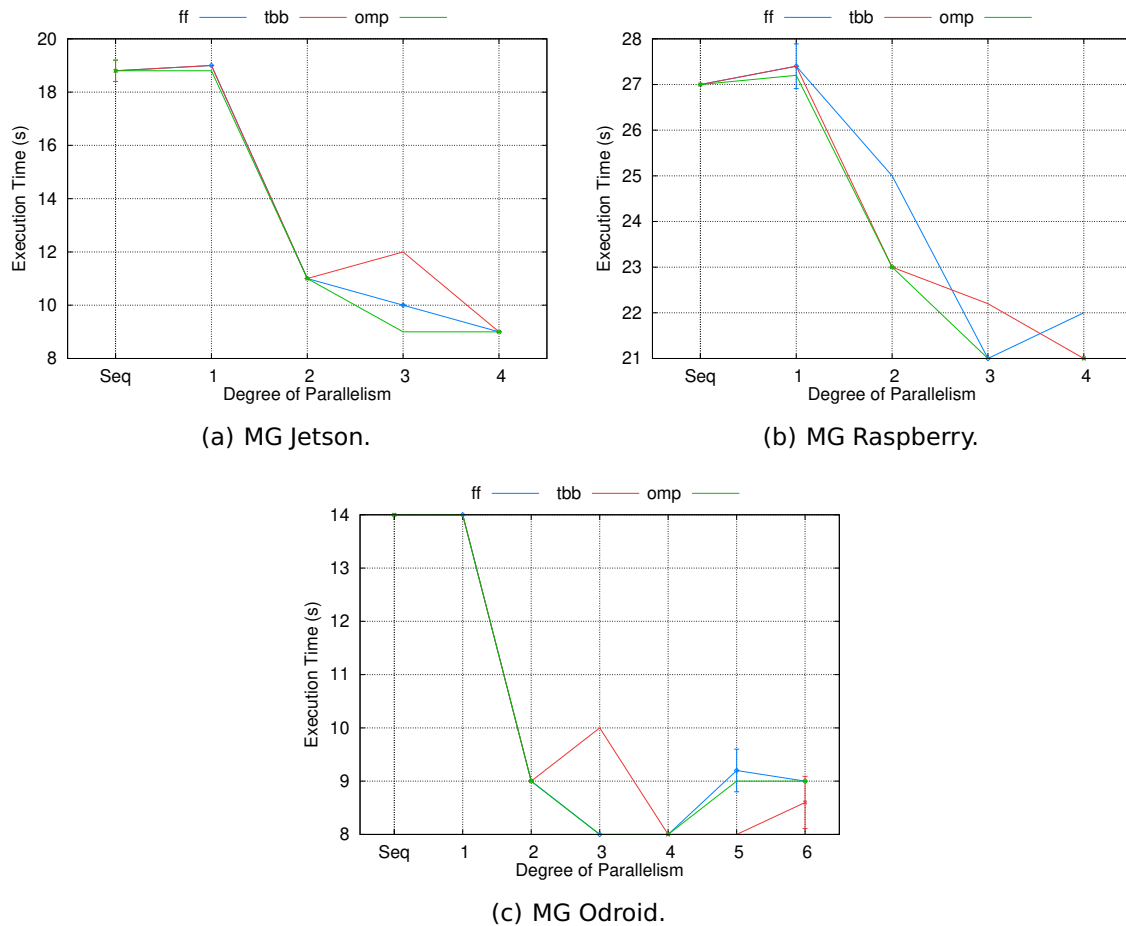 ff tbb omp
20
18
16
14
12
10
8
Seq 1 2 3 4
Execution Time (s)
Degree of Parallelism
(a) MG Jetson.
ff tbb omp
28
27
26
25
23
22
21
Seq 1 2 3 4
Execution Time (s)
Degree of Parallelism
(b) MG Raspberry.
ff tbb omp
14
13
12
11
10
9
8
Seq 1 2 3 4 5 6
Execution Time (s)
Degree of Parallelism
(c) MG Odroid.